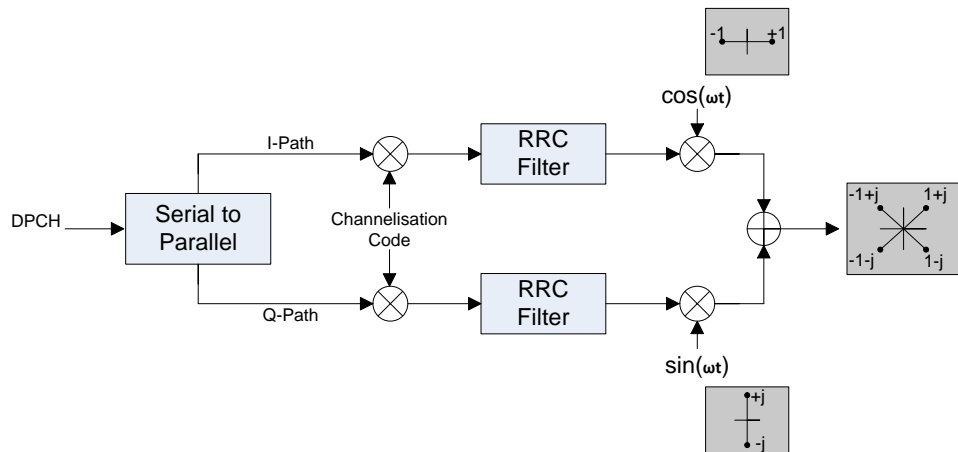 -1 +1
cos(ωt)
I-Path
RRC
Filter
DPCH
Serial to
Parallel
Channelisation
Code
-1+j 1+j
-1-j 1-j
Q-Path
RRC
Filter
sin(ωt)
+j
-j